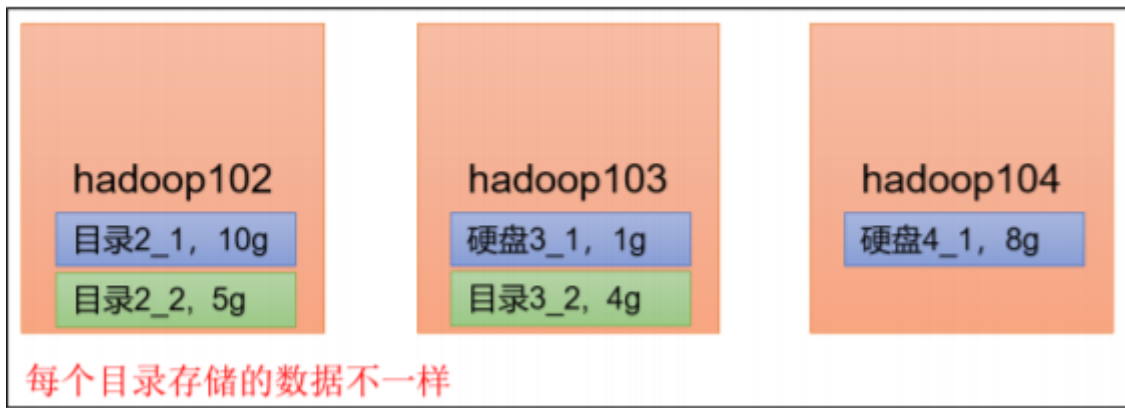 hadoop102
目录2_1，10g
目录2_2，5g
hadoop103
硬盘3_1，1g
目录3_2，4g
hadoop104
硬盘4_1，8g
每个目录存储的数据不一样